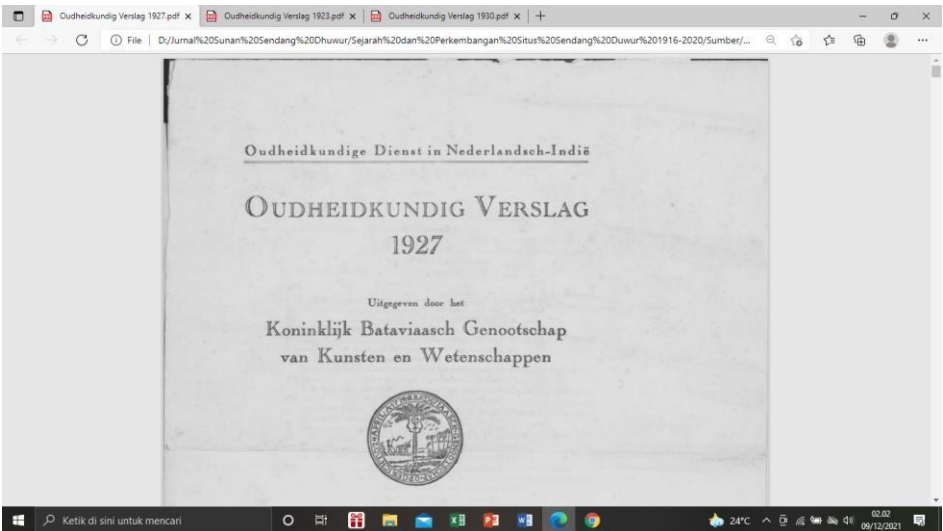 Oudheidkundig Verslag 1927.pdf
Oudheidkundig Verslag 1923.pdf
Oudheidkundig Verslag 1930.pdf
File
D:/Jurnal%20Sunan%20Sendang%20Dhuwur/Sejarah%20dan%20Perkembangan%20Situs%20Sendang%20Duwur%201916-2020/Sumber/...
Oudheidkundige Dienst in Nederlandsch-Indië
OUDHEIDKUNDIG VERSLAG
1927
Uitgegeven door het
Koninklijk Bataviaasch Genootschap
van Kunsten en Wetenschappen
Ketik di sini untuk mencari
24°C
02.02
09/12/2021